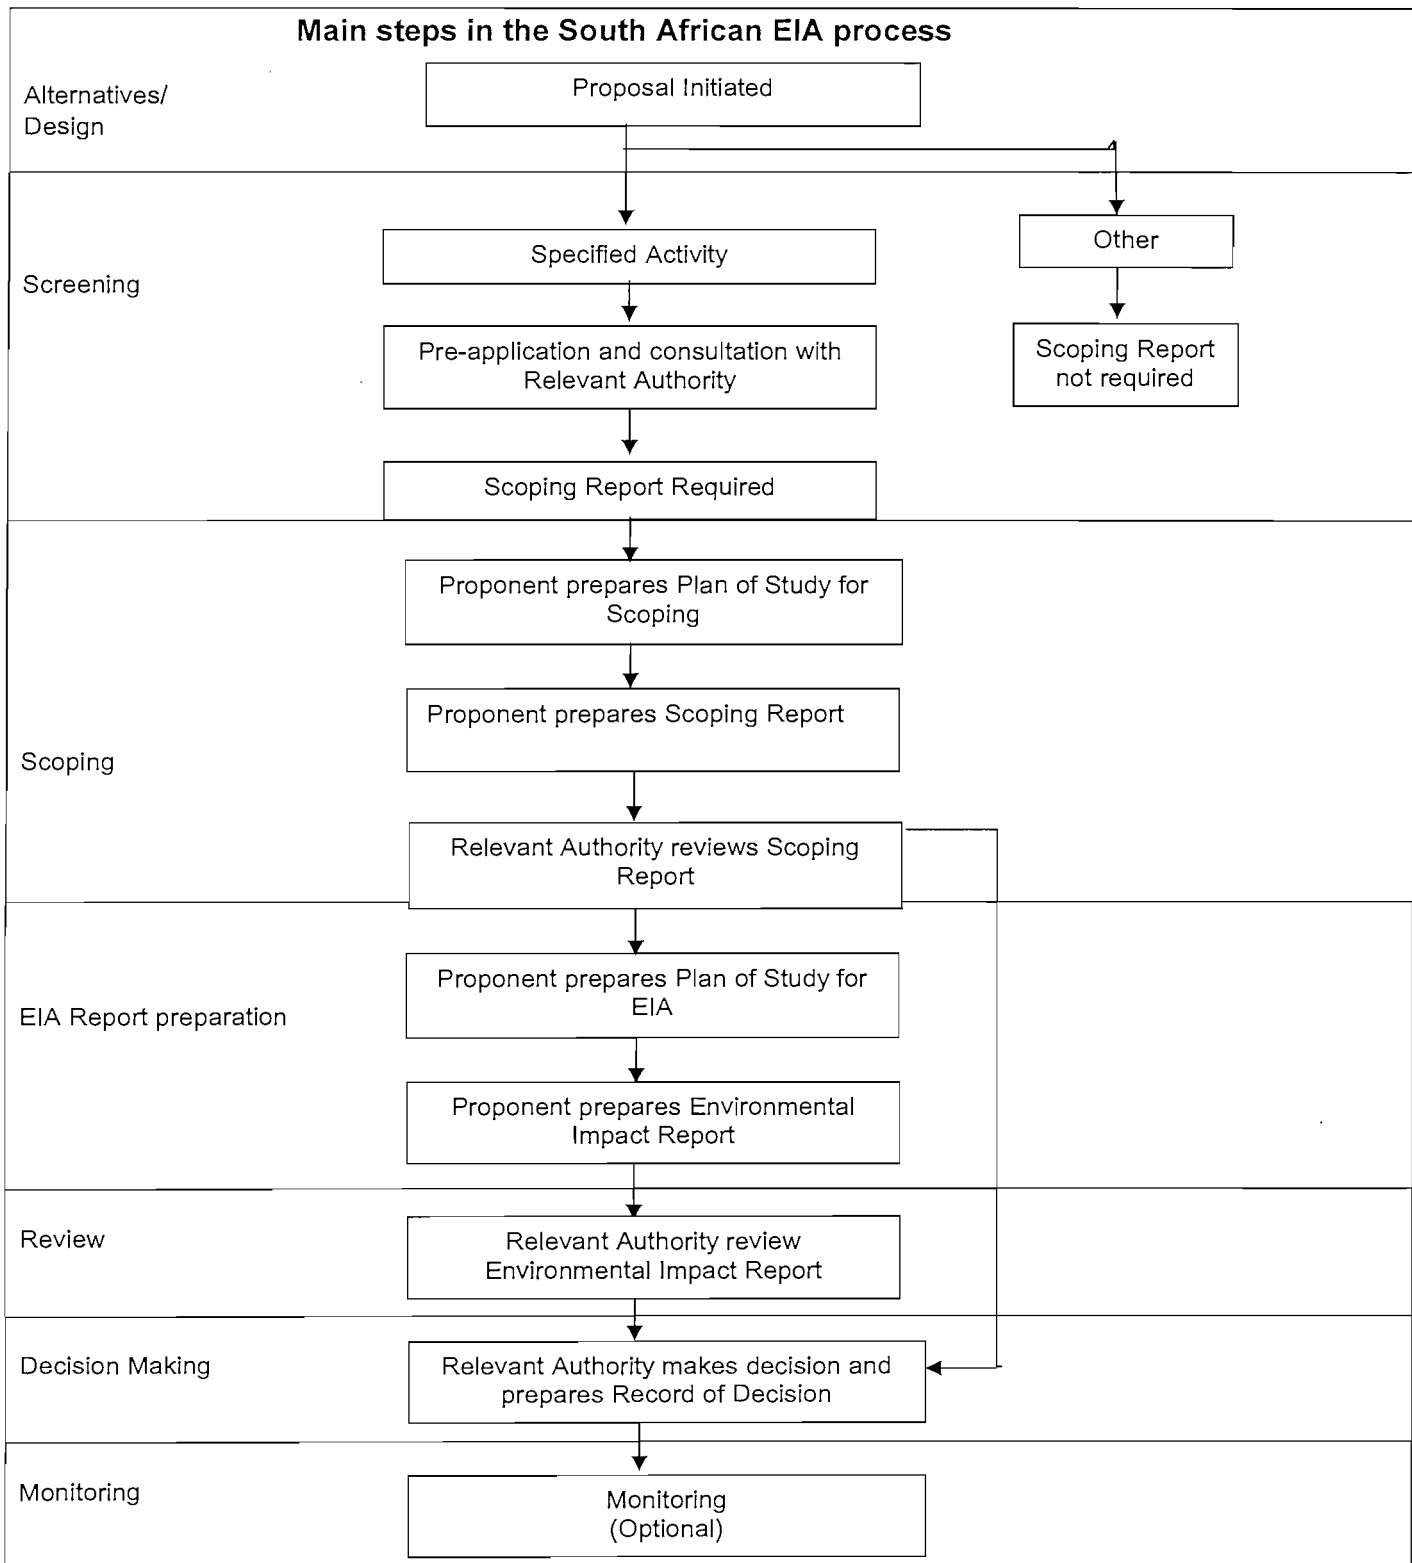 Main steps in the South African EIA process
Alternatives/
Design
Proposal Initiated
Screening
Specified Activity
Other
Pre-application and consultation with
Relevant Authority
Scoping Report
not required
Scoping Report Required
Scoping
Proponent prepares Plan of Study for
Scoping
Proponent prepares Scoping Report
Relevant Authority reviews Scoping
Report
EIA Report preparation
Proponent prepares Plan of Study for
EIA
Proponent prepares Environmental
Impact Report
Review
Relevant Authority review
Environmental Impact Report
Decision Making
Relevant Authority makes decision and
prepares Record of Decision
Monitoring
Monitoring
(Optional)